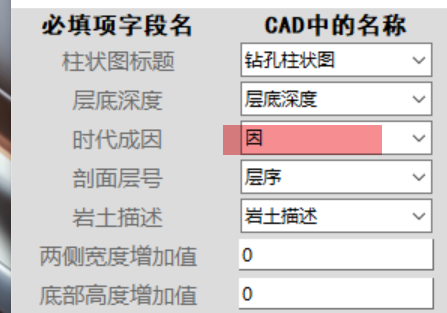 必填项字段名 CAD中的名称
柱状图标题 钻孔柱状图
层底深度 层底深度
时代成因 因
剖面层号 层序
岩土描述 岩土描述
两侧宽度增加值 0
底部高度增加值 0